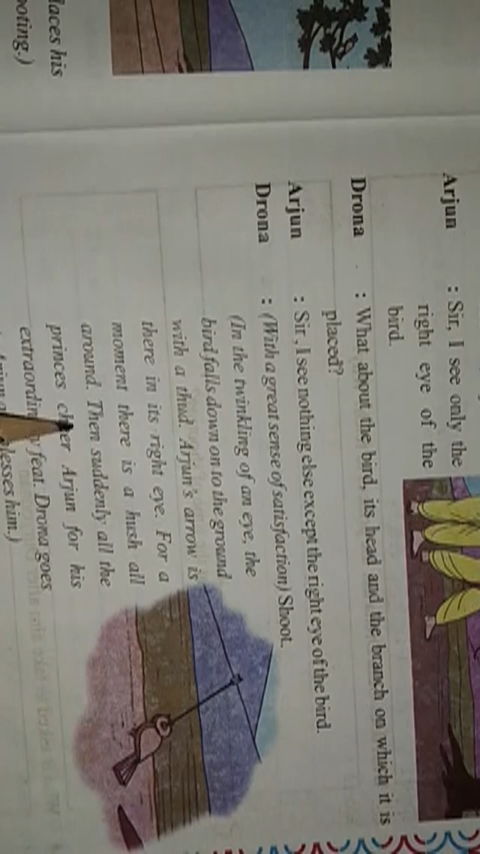 laces his
ooting.)
Arjun : Sir, I see only the
right eye of the
bird.
Drona : What about the bird, its head and the branch on which it is
placed?
Arjun : Sir, I see nothing else except the right eye of the bird.
Drona : (With a great sense of satisfaction) Shoot.
(In the twinkling of an eye, the
bird falls down on to the ground
with a thud. Arjun's arrow is
there in its right eye. For a
moment there is a hush all
around. Then suddenly all the
princes cheer Arjun for his
feat. Drona goes
lesses him.)